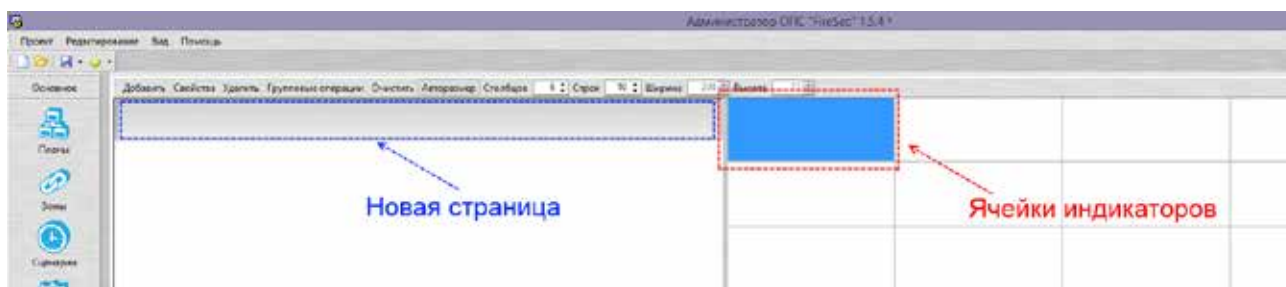 Администратор ОПС "FireSec" 1.5.4
Проект Редактирование Вид Помощь
Основное
Добавить Свойства Удалить Групповые операции Очистить Авторазмер Столбцов Строк 10 Ширина Высота
Планы
Новая страница
Ячейки индикаторов
Зоны
Сценарии